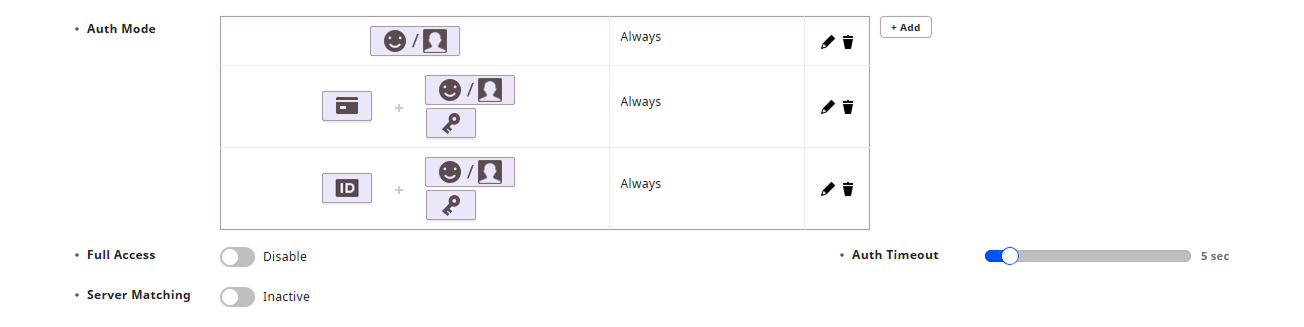 Auth Mode
/
Always
+ Add
+
/
Always
ID
+
/
Always
Full Access
Disable
Auth Timeout
5 sec
Server Matching
Inactive